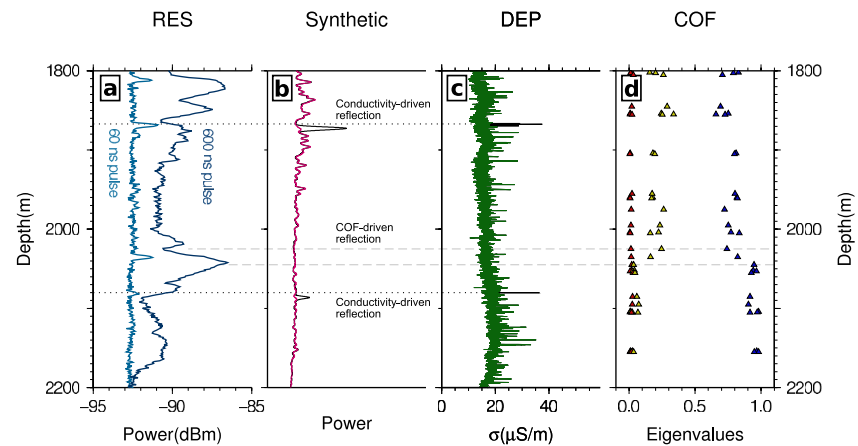 RES Synthetic DEP COF
1800 a b c d 1800
Conductivity-driven
reflection
60 ns pulse
600 ns pulse
Depth(m) 2000 2000 Depth(m)
COF-driven
reflection
Conductivity-driven
reflection
2200 2200
−95 −90 −85 0 20 40 0.0 0.5 1.0
Power(dBm) Power σ(μS/m) Eigenvalues